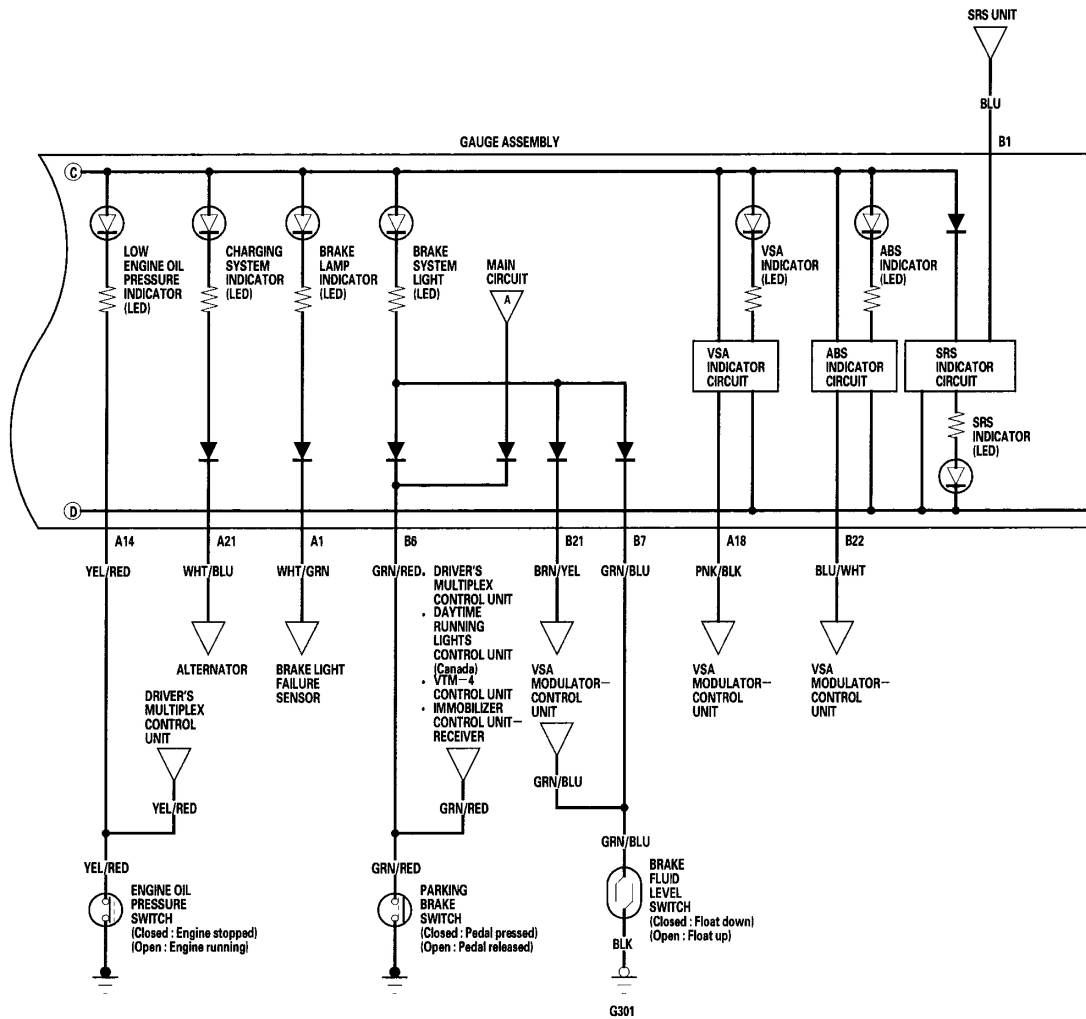 SRS UNIT
BLU
GAUGE ASSEMBLY
B1
C
LOW
ENGINE OIL
PRESSURE
INDICATOR
(LED)
CHARGING
SYSTEM
INDICATOR
(LED)
BRAKE
LAMP
INDICATOR
(LED)
BRAKE
SYSTEM
LIGHT
(LED)
MAIN
CIRCUIT
A
VSA
INDICATOR
(LED)
ABS
INDICATOR
(LED)
VSA
INDICATOR
CIRCUIT
ABS
INDICATOR
CIRCUIT
SRS
INDICATOR
CIRCUIT
SRS
INDICATOR
(LED)
D
A14
A21
A1
B6
B21
B7
A18
B22
YEL/RED
WHT/BLU
WHT/GRN
GRN/RED
BRN/YEL
GRN/BLU
PNK/BLK
BLU/WHT
ALTERNATOR
BRAKE LIGHT
FAILURE
SENSOR
• DRIVER'S
MULTIPLEX
CONTROL UNIT
• DAYTIME
RUNNING
LIGHTS
CONTROL UNIT
(Canada)
• VTM-4
CONTROL UNIT
• IMMOBILIZER
CONTROL UNIT-
RECEIVER
VSA
MODULATOR-
CONTROL
UNIT
VSA
MODULATOR-
CONTROL
UNIT
VSA
MODULATOR-
CONTROL
UNIT
DRIVER'S
MULTIPLEX
CONTROL
UNIT
YEL/RED
GRN/RED
GRN/BLU
YEL/RED
GRN/RED
GRN/BLU
ENGINE OIL
PRESSURE
SWITCH
(Closed : Engine stopped)
(Open : Engine running)
PARKING
BRAKE
SWITCH
(Closed : Pedal pressed)
(Open : Pedal released)
BRAKE
FLUID
LEVEL
SWITCH
(Closed : Float down)
(Open : Float up)
BLK
G301